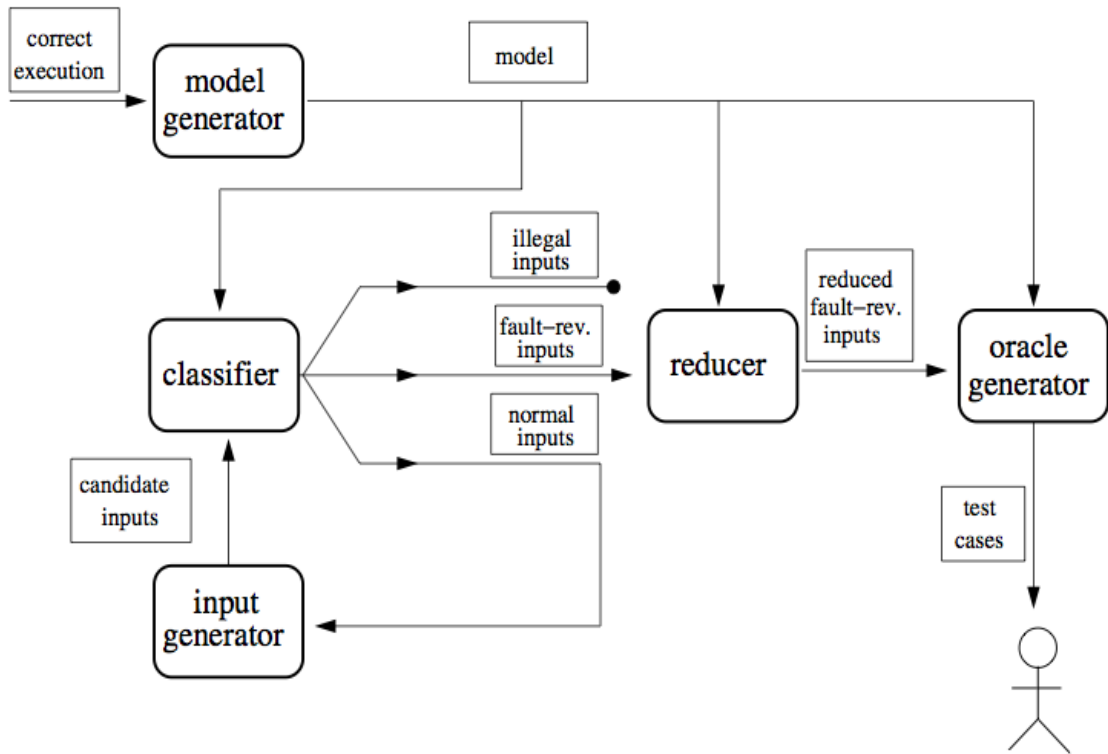 correct
execution
model
generator
model
illegal
inputs
fault−rev.
inputs
normal
inputs
classifier
reducer
reduced
fault−rev.
inputs
oracle
generator
candidate
inputs
input
generator
test
cases